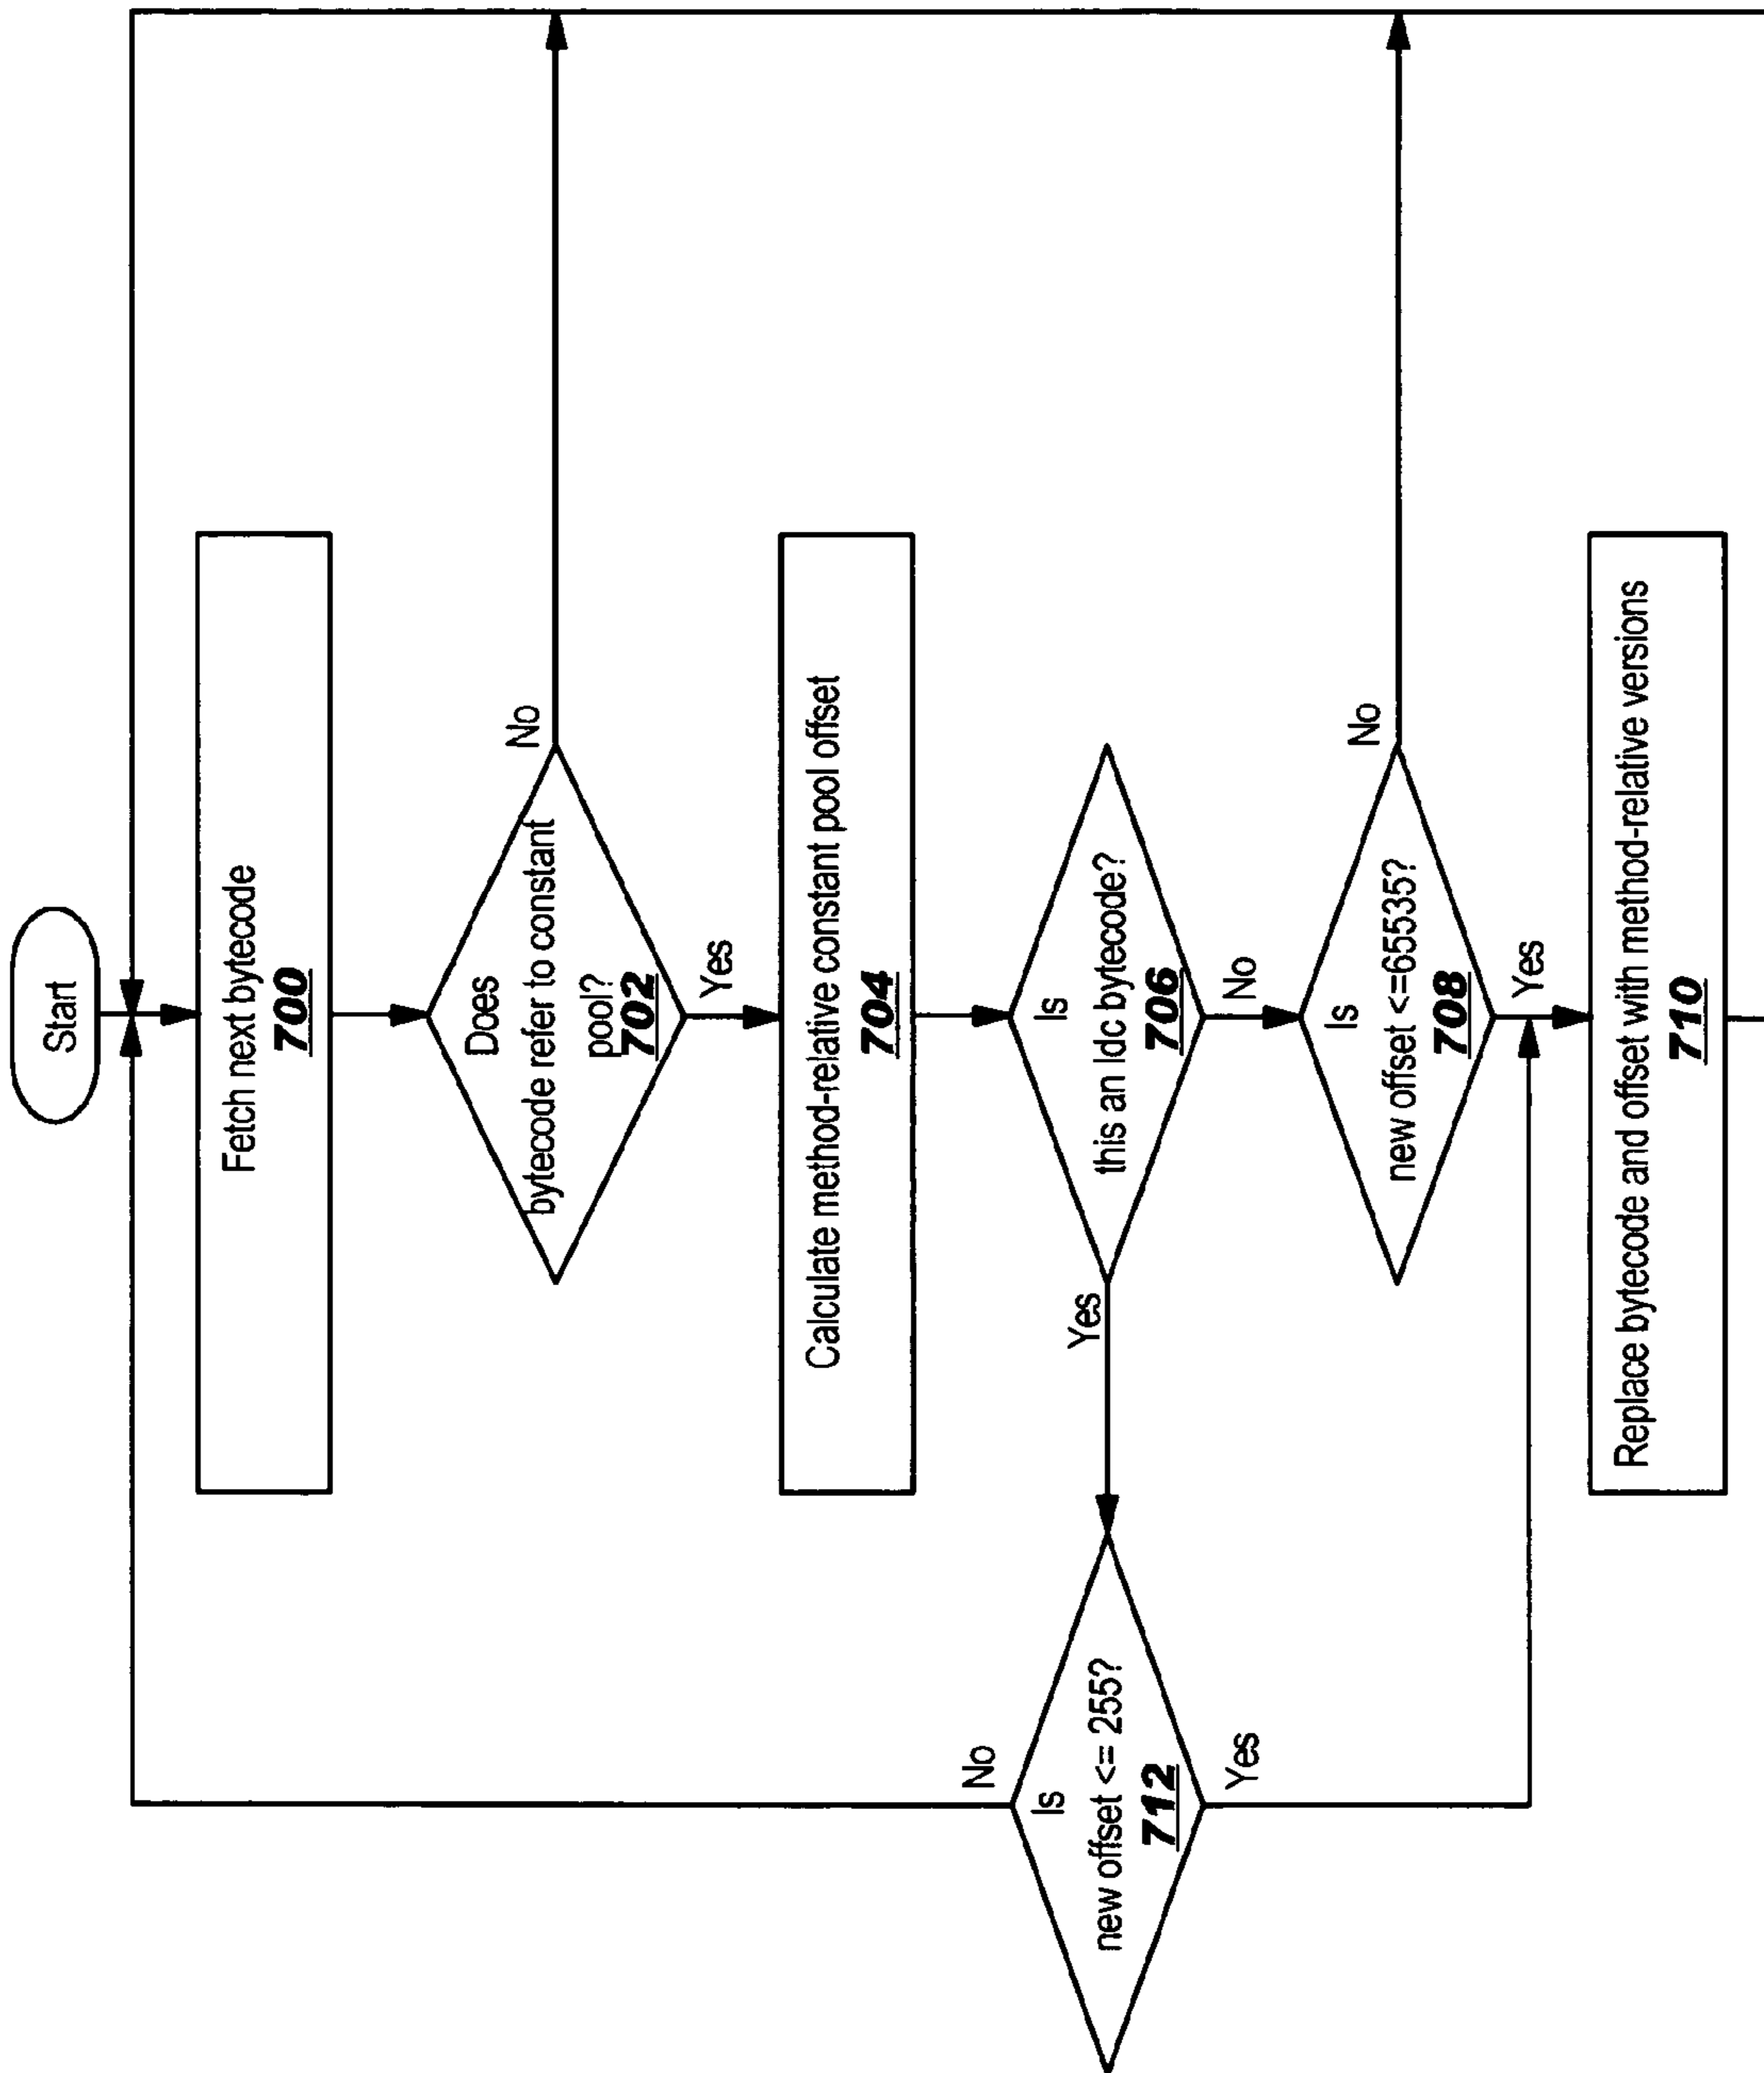 Start
Fetch next bytecode
700
Does
bytecode refer to constant
pool?
702
No
Yes
Calculate method-relative constant pool offset
704
Is
this an ldc bytecode?
706
Yes
No
Is
new offset <=65535?
708
No
Yes
Is
new offset <= 255?
712
No
Yes
Replace bytecode and offset with method-relative versions
710